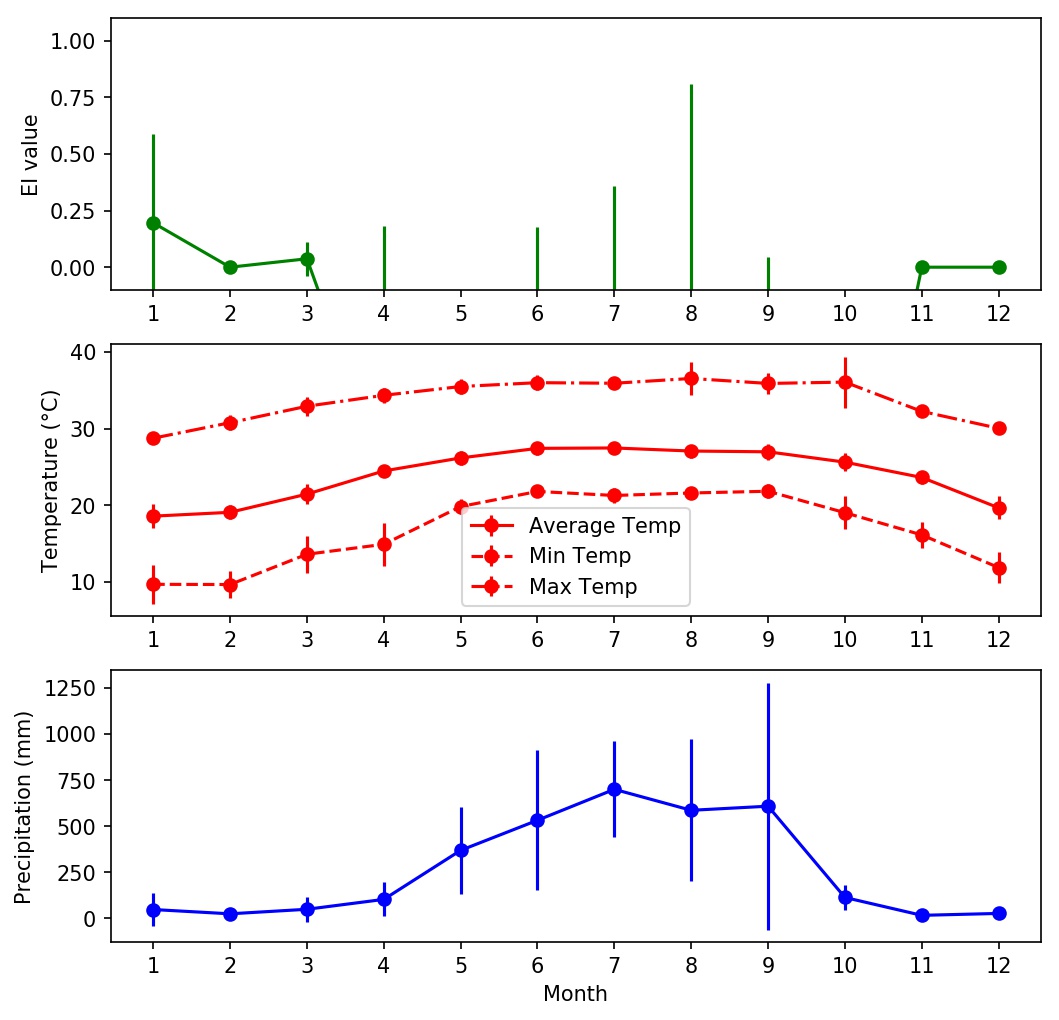 1.00
0.75
0.50
0.25
0.00
EI value
1 2 3 4 5 6 7 8 9 10 11 12
40
30
20
10
Temperature (°C)
Average Temp
Min Temp
Max Temp
1 2 3 4 5 6 7 8 9 10 11 12
1250
1000
750
500
250
0
Precipitation (mm)
1 2 3 4 5 6 7 8 9 10 11 12
Month